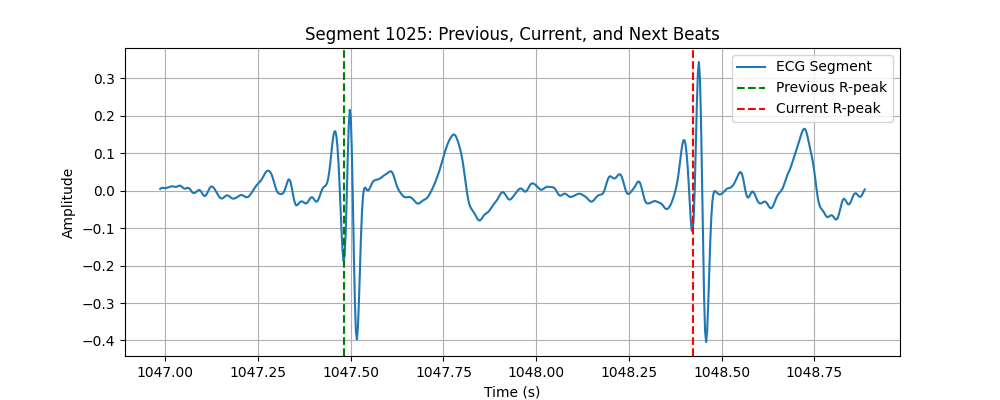 Segment 1025: Previous, Current, and Next Beats
ECG Segment
Previous R-peak
Current R-peak
Amplitude
0.3
0.2
0.1
0.0
−0.1
−0.2
−0.3
−0.4
1047.00 1047.25 1047.50 1047.75 1048.00 1048.25 1048.50 1048.75
Time (s)